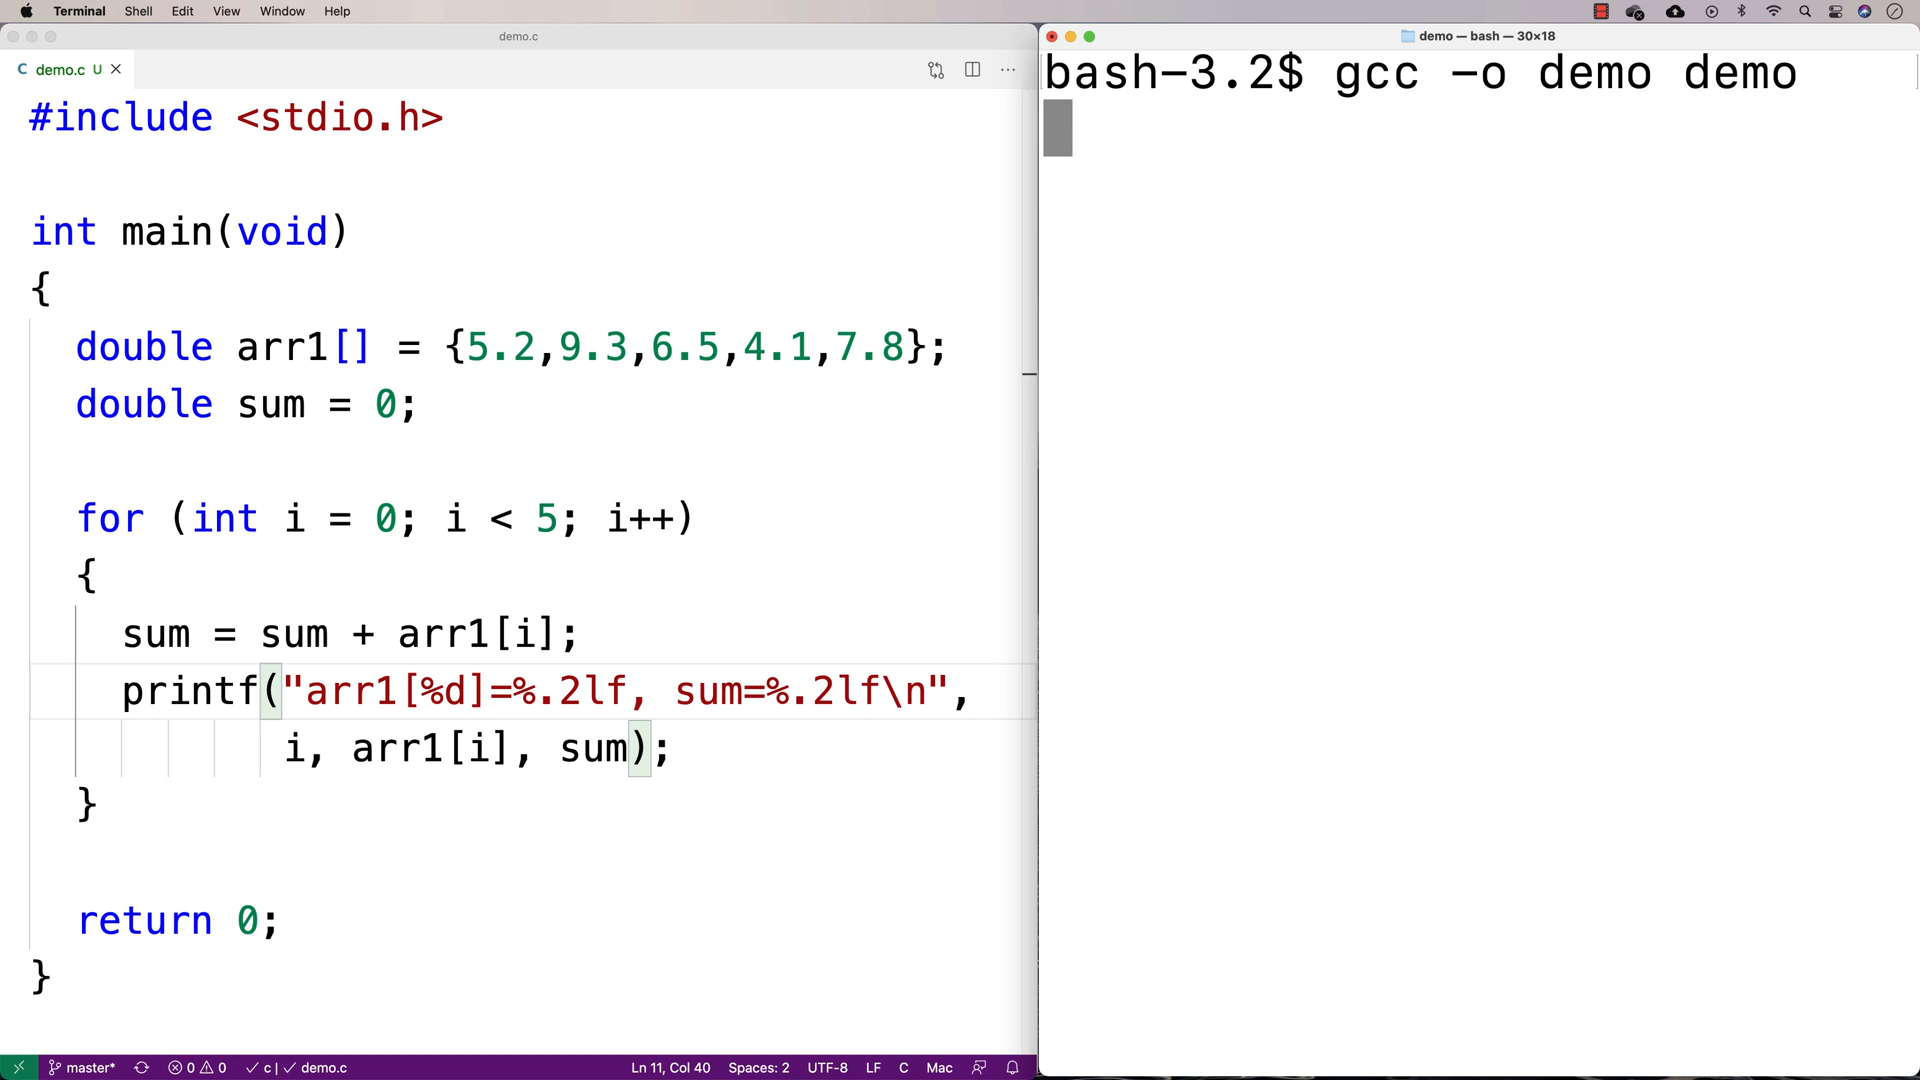 Terminal Shell Edit View Window Help
demo.c
demo — bash — 30×18
C demo.c U
#include <stdio.h>
int main(void)
{
double arr1[] = {5.2,9.3,6.5,4.1,7.8};
double sum = 0;
for (int i = 0; i < 5; i++)
{
sum = sum + arr1[i];
printf("arr1[%d]=%.2lf, sum=%.2lf\n",
i, arr1[i], sum);
}
return 0;
}
bash-3.2$ gcc -o demo demo
master* 0 0 c | demo.c Ln 11, Col 40 Spaces: 2 UTF-8 LF C Mac